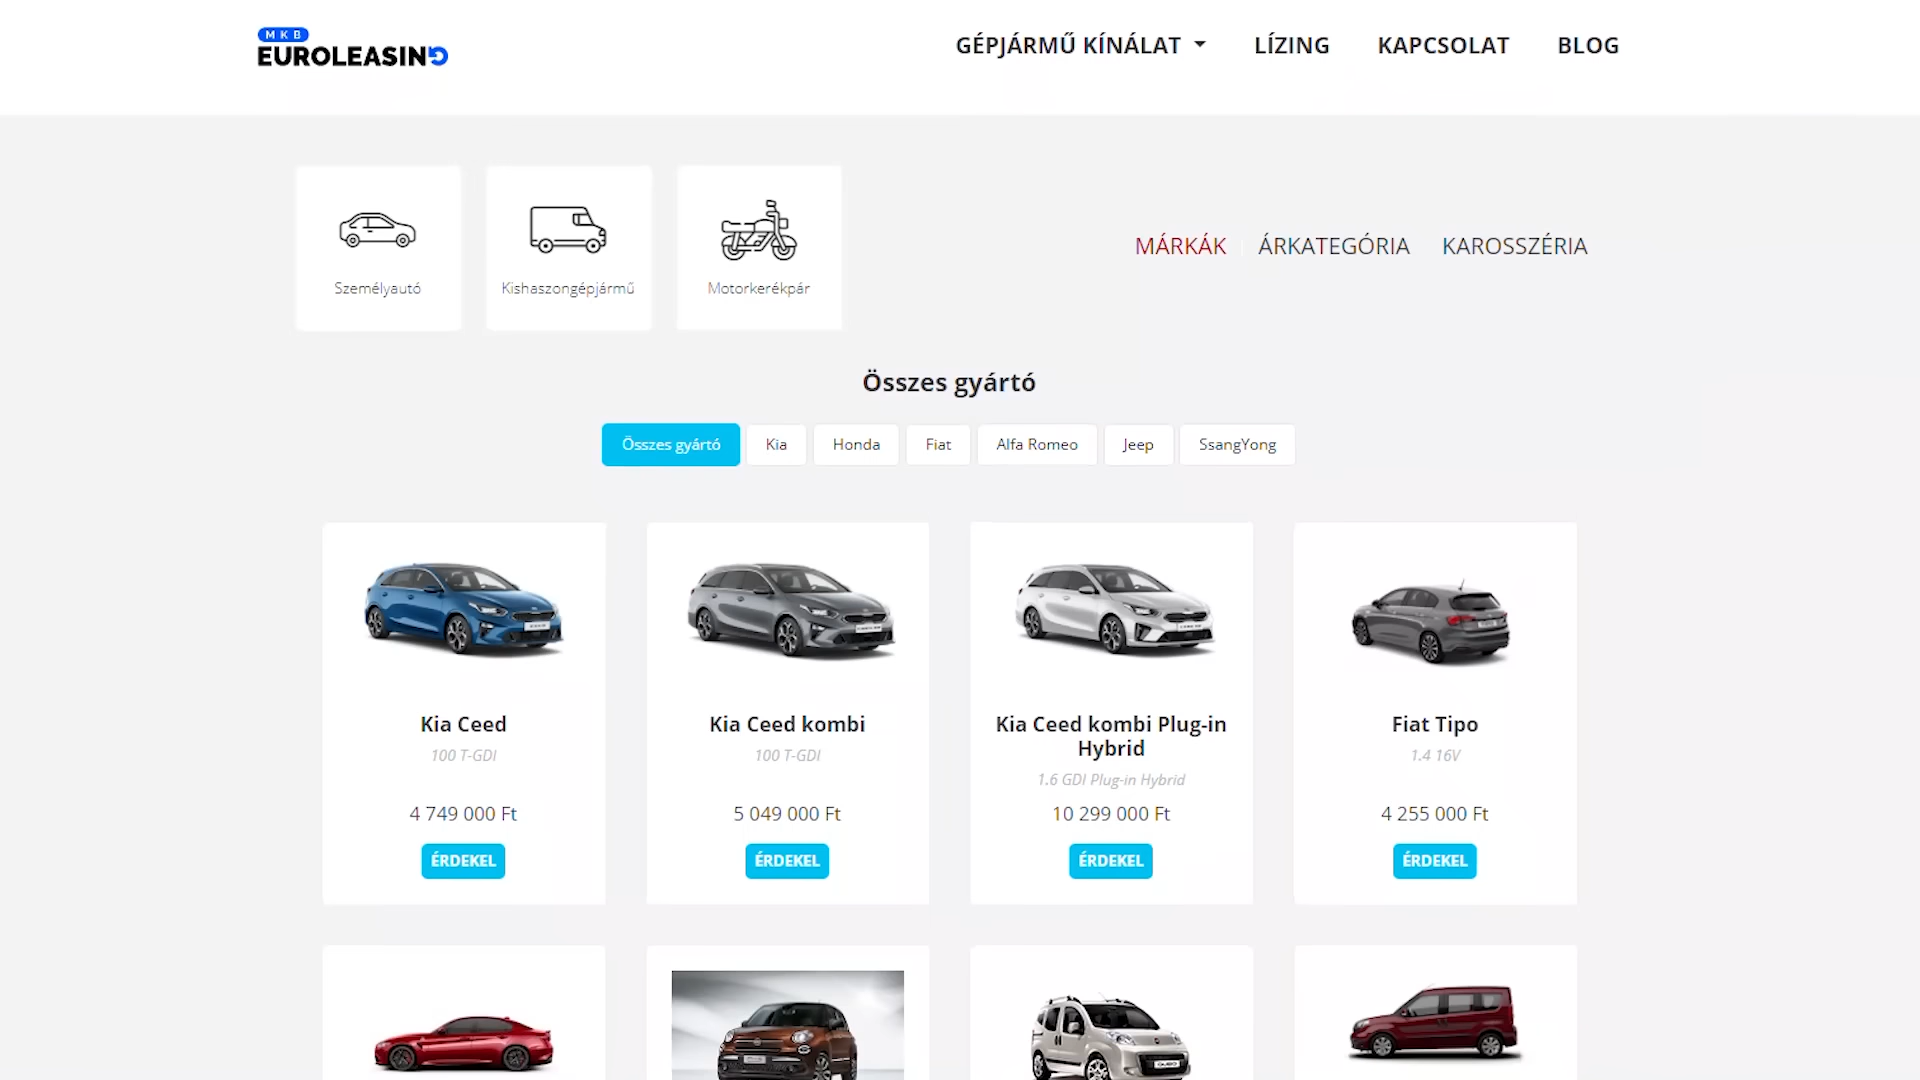 MKB
EUROLEASING
GÉPJÁRMŰ KÍNÁLAT
LÍZING
KAPCSOLAT
BLOG
Személyautó
Kishaszongépjármű
Motorkerékpár
MÁRKÁK
ÁRKATEGÓRIA
KAROSSZÉRIA
Összes gyártó
Összes gyártó
Kia
Honda
Fiat
Alfa Romeo
Jeep
SsangYong
Kia Ceed
100 T-GDI
4 749 000 Ft
ÉRDEKEL
Kia Ceed kombi
100 T-GDI
5 049 000 Ft
ÉRDEKEL
Kia Ceed kombi Plug-in
Hybrid
1.6 GDI Plug-in Hybrid
10 299 000 Ft
ÉRDEKEL
Fiat Tipo
1.4 16V
4 255 000 Ft
ÉRDEKEL